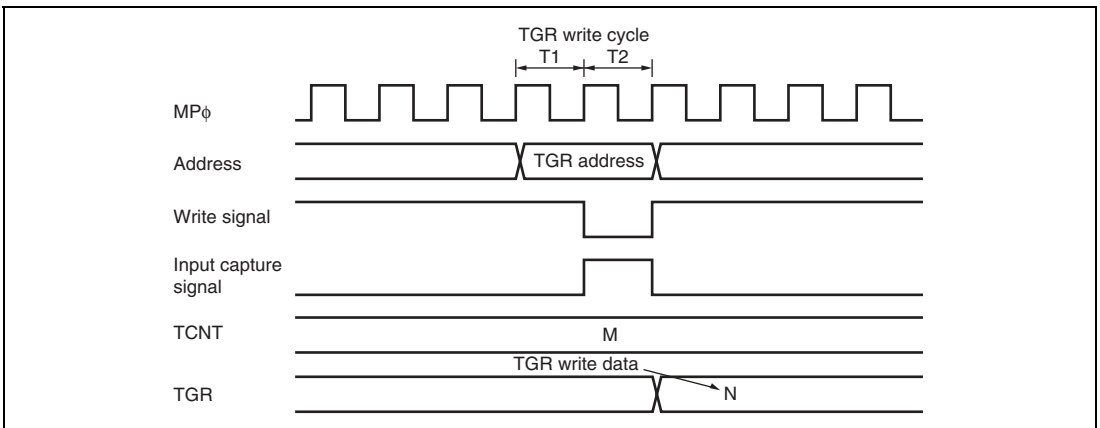 TGR write cycle
T1 T2
MPϕ
Address TGR address
Write signal
Input capture
signal
TCNT M
TGR write data
TGR N